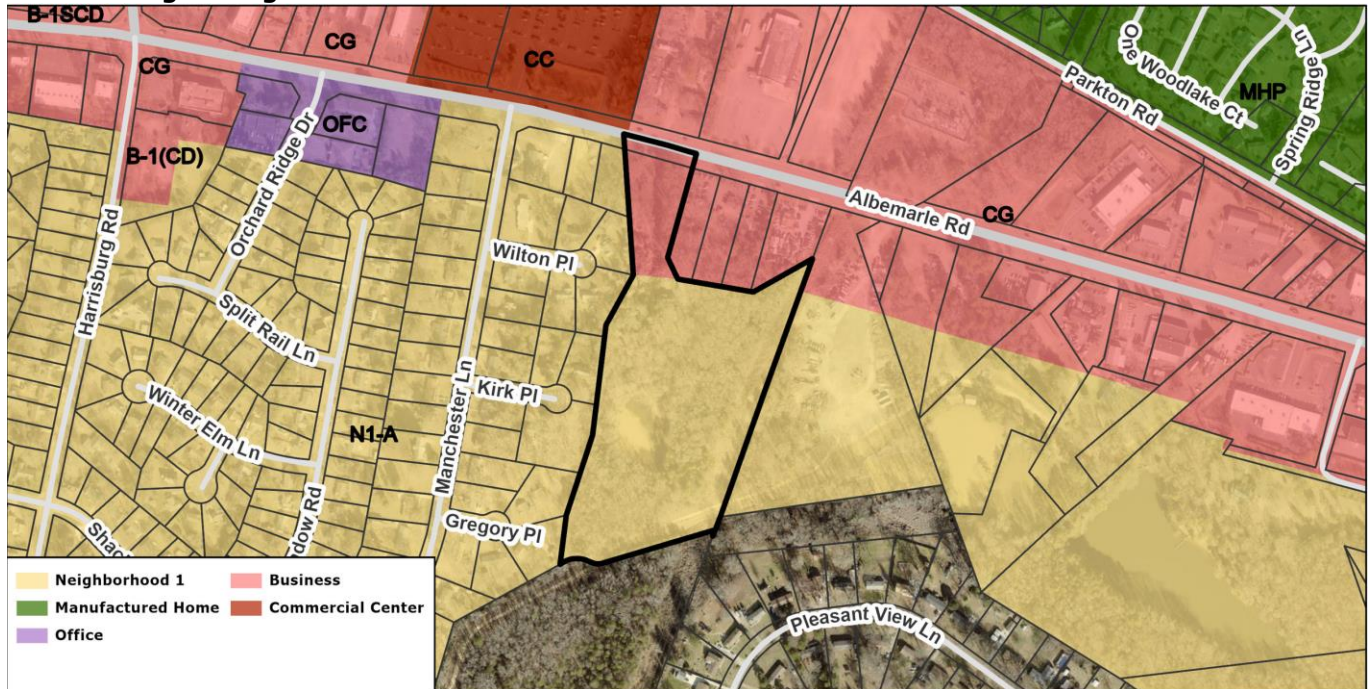 B-1SCD
CG
CC
CG
OFC
B-1(CD)
Orchard Ridge Dr
Harrisburg Rd
Split Rail Ln
Winter Elm Ln
N1-A
Manchester Ln
Wilton Pl
Kirk Pl
Gregory Pl
Albemarle Rd
CG
Parkton Rd
One Woodlake Ct
MHP
Spring Ridge Ln
Pleasant View Ln
Neighborhood 1
Manufactured Home
Office
Business
Commercial Center